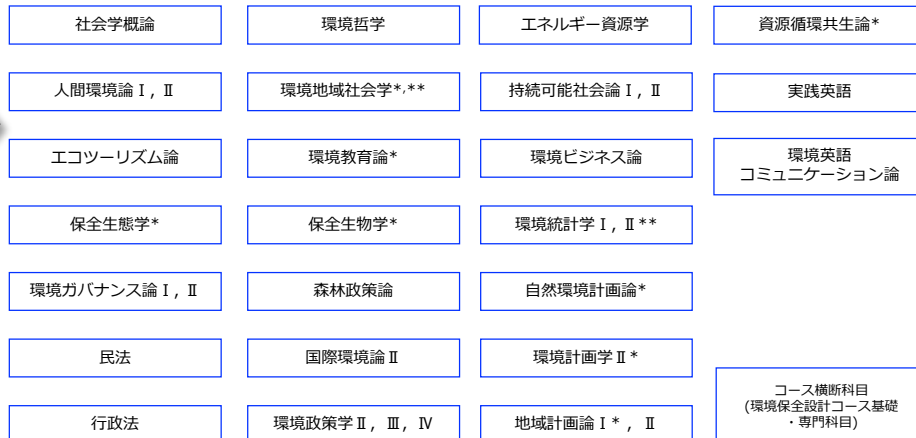 社会学概論
環境哲学
エネルギー資源学
資源循環共生論*
人間環境論Ⅰ, Ⅱ
環境地域社会学*,**
持続可能社会論Ⅰ, Ⅱ
実践英語
エコツーリズム論
環境教育論*
環境ビジネス論
環境英語
コミュニケーション論
保全生態学*
保全生物学*
環境統計学Ⅰ, Ⅱ**
環境ガバナンス論Ⅰ, Ⅱ
森林政策論
自然環境計画論*
民法
国際環境論Ⅱ
環境計画学Ⅱ*
行政法
環境政策学Ⅱ, Ⅲ, Ⅳ
地域計画論Ⅰ*, Ⅱ
コース横断科目
(環境保全設計コース基礎
・専門科目)